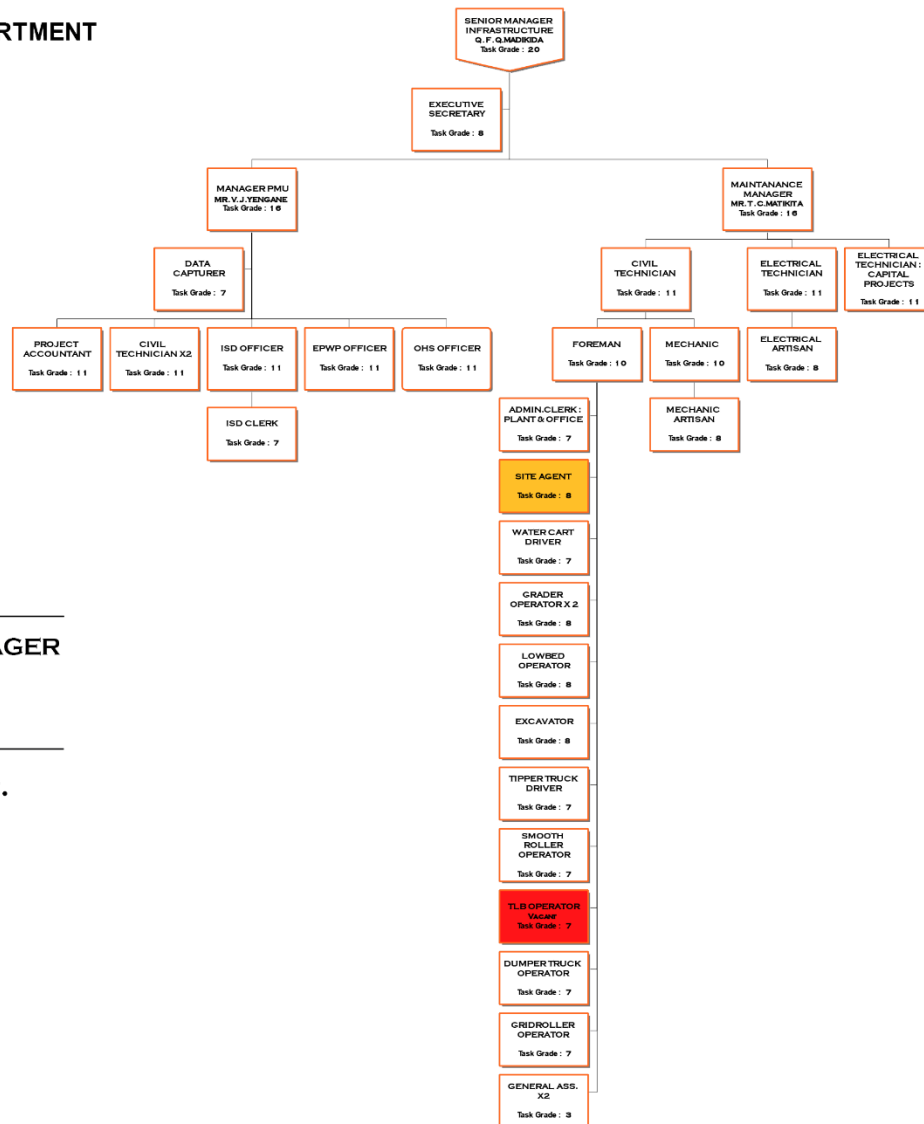 RTMENT
SENIOR MANAGER
INFRASTRUCTURE
Q. F. Q.MADIKIDA
Task Grade : 20
EXECUTIVE
SECRETARY
Task Grade : 8
MANAGER PMU
MR. V. J.YENGANE
Task Grade : 16
MAINTANANCE
MANAGER
MR. T. C.MATIKITA
Task Grade : 16
DATA
CAPTURER
Task Grade : 7
CIVIL
TECHNICIAN
Task Grade : 11
ELECTRICAL
TECHNICIAN
Task Grade : 11
ELECTRICAL
TECHNICIAN :
CAPITAL
PROJECTS
Task Grade : 11
PROJECT
ACCOUNTANT
Task Grade : 11
CIVIL
TECHNICIAN X2
Task Grade : 11
ISD OFFICER
Task Grade : 11
EPWP OFFICER
Task Grade : 11
OHS OFFICER
Task Grade : 11
FOREMAN
Task Grade : 10
MECHANIC
Task Grade : 10
ELECTRICAL
ARTISAN
Task Grade : 8
ISD CLERK
Task Grade : 7
ADMIN.CLERK :
PLANT & OFFICE
Task Grade : 7
MECHANIC
ARTISAN
Task Grade : 8
SITE AGENT
Task Grade : 8
WATER CART
DRIVER
Task Grade : 7
GRADER
OPERATOR X 2
Task Grade : 8
AGER
LOWBED
OPERATOR
Task Grade : 8
EXCAVATOR
Task Grade : 8
.
TIPPER TRUCK
DRIVER
Task Grade : 7
SMOOTH
ROLLER
OPERATOR
Task Grade : 7
TLB OPERATOR
VACANT
Task Grade : 7
DUMPER TRUCK
OPERATOR
Task Grade : 7
GRIDROLLER
OPERATOR
Task Grade : 7
GENERAL ASS.
X2
Task Grade : 3